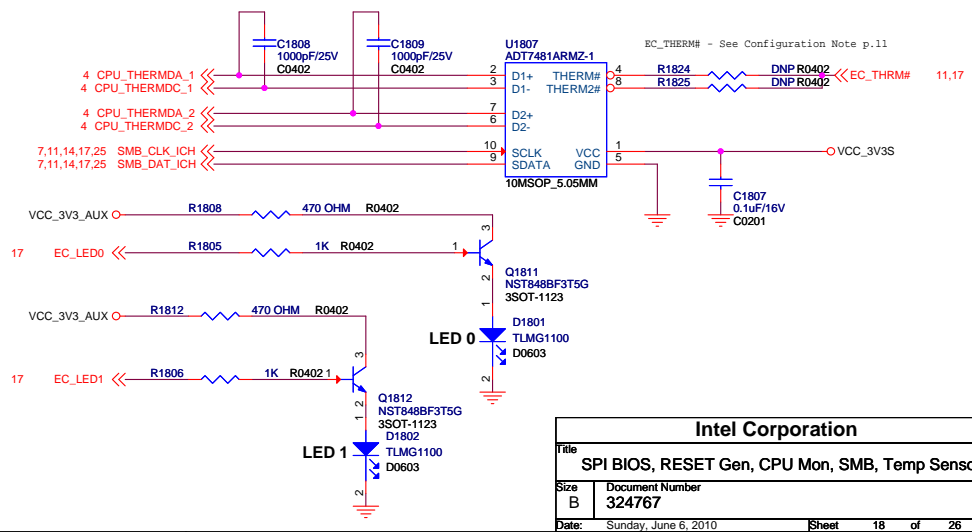 C1808
1000pF/25V
C0402
C1809
1000pF/25V
C0402
U1807
ADT7481ARMZ-1
EC_THERM# - See Configuration Note p.11
4 CPU_THERMDA_1
4 CPU_THERMDC_1
2 D1+
3 D1-
THERM# 4
THERM2# 8
R1824 DNP R0402
R1825 DNP R0402
EC_THRM# 11,17
4 CPU_THERMDA_2
4 CPU_THERMDC_2
7 D2+
6 D2-
7,11,14,17,25 SMB_CLK_ICH
7,11,14,17,25 SMB_DAT_ICH
10 SCLK
9 SDATA
VCC 1
GND 5
VCC_3V3S
10MSOP_5.05MM
C1807
0.1uF/16V
C0201
VCC_3V3_AUX R1808 470 OHM R0402
3
17 EC_LED0 R1805 1K R0402 1
2
Q1811
NST848BF3T5G
3SOT-1123
1
LED 0
D1801
TLMG1100
D0603
2
VCC_3V3_AUX R1812 470 OHM R0402
3
17 EC_LED1 R1806 1K R0402 1
2
Q1812
NST848BF3T5G
3SOT-1123
1
LED 1
D1802
TLMG1100
D0603
2
Intel Corporation
Title
SPI BIOS, RESET Gen, CPU Mon, SMB, Temp Senso
Size
B
Document Number
324767
Date: Sunday, June 6, 2010 Sheet 18 of 26